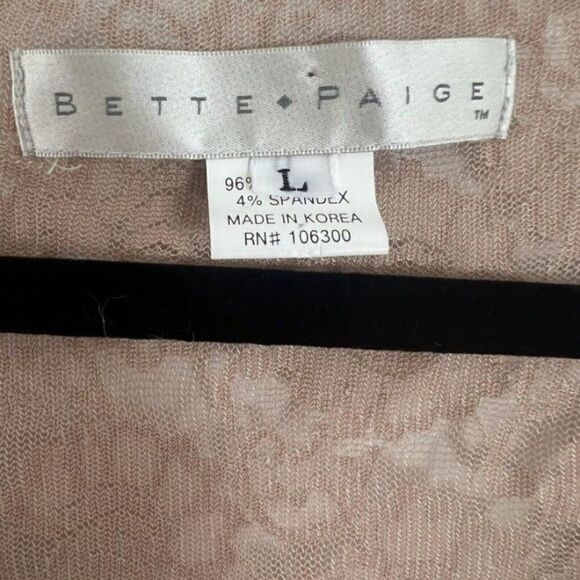 BETTE PAIGE
TM
L
96%
4% SPANDEX
MADE IN KOREA
RN# 106300